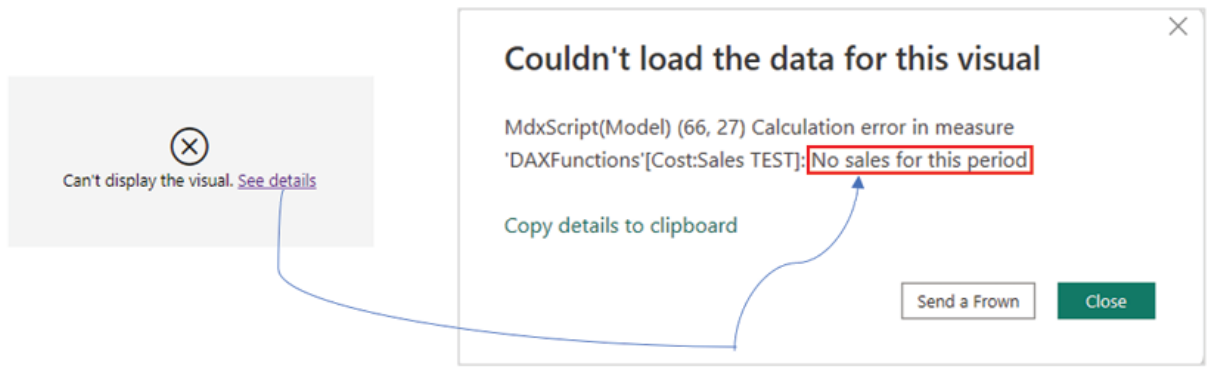 Can't display the visual. See details
Couldn't load the data for this visual
MdxScript(Model) (66, 27) Calculation error in measure
'DAXFunctions'[Cost:Sales TEST]: No sales for this period
Copy details to clipboard
Send a Frown
Close